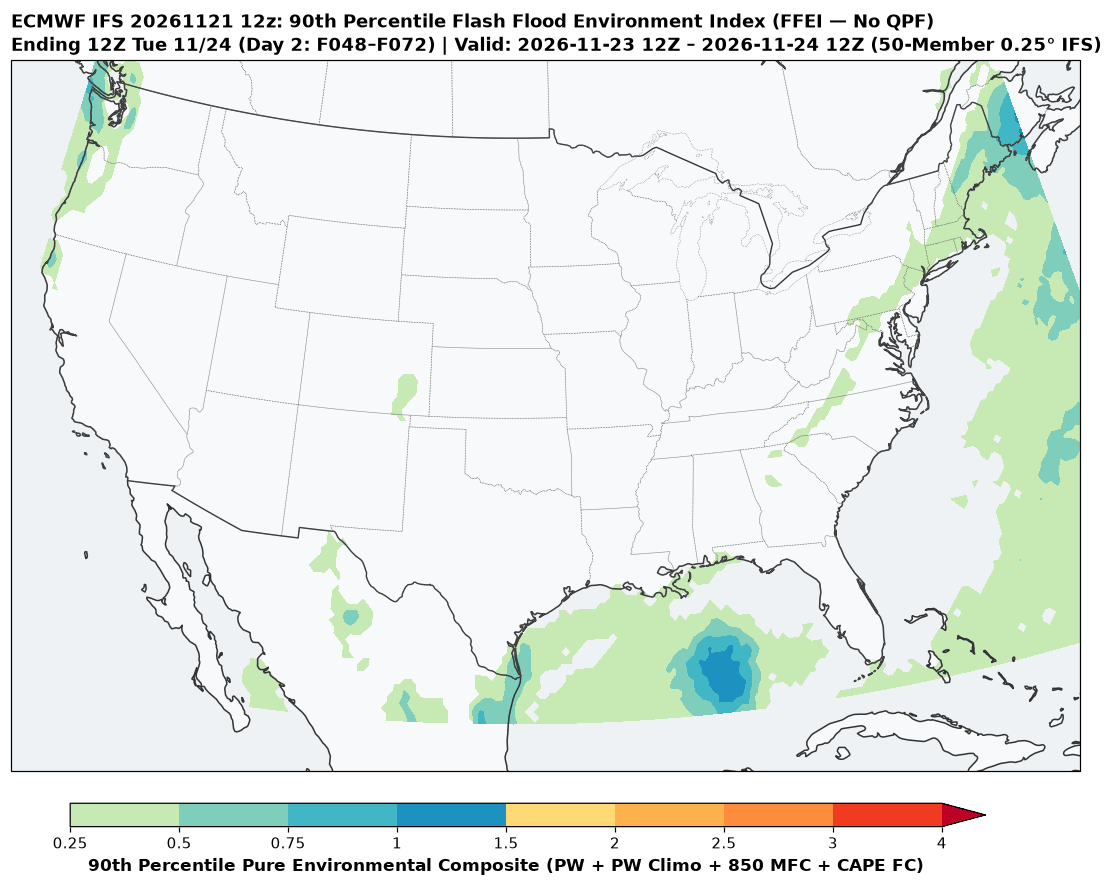 ECMWF IFS 20261121 12z: 90th Percentile Flash Flood Environment Index (FFEI — No QPF)
Ending 12Z Tue 11/24 (Day 2: F048–F072) | Valid: 2026-11-23 12Z – 2026-11-24 12Z (50-Member 0.25° IFS)
0.25 0.5 0.75 1 1.5 2 2.5 3 4
90th Percentile Pure Environmental Composite (PW + PW Climo + 850 MFC + CAPE FC)